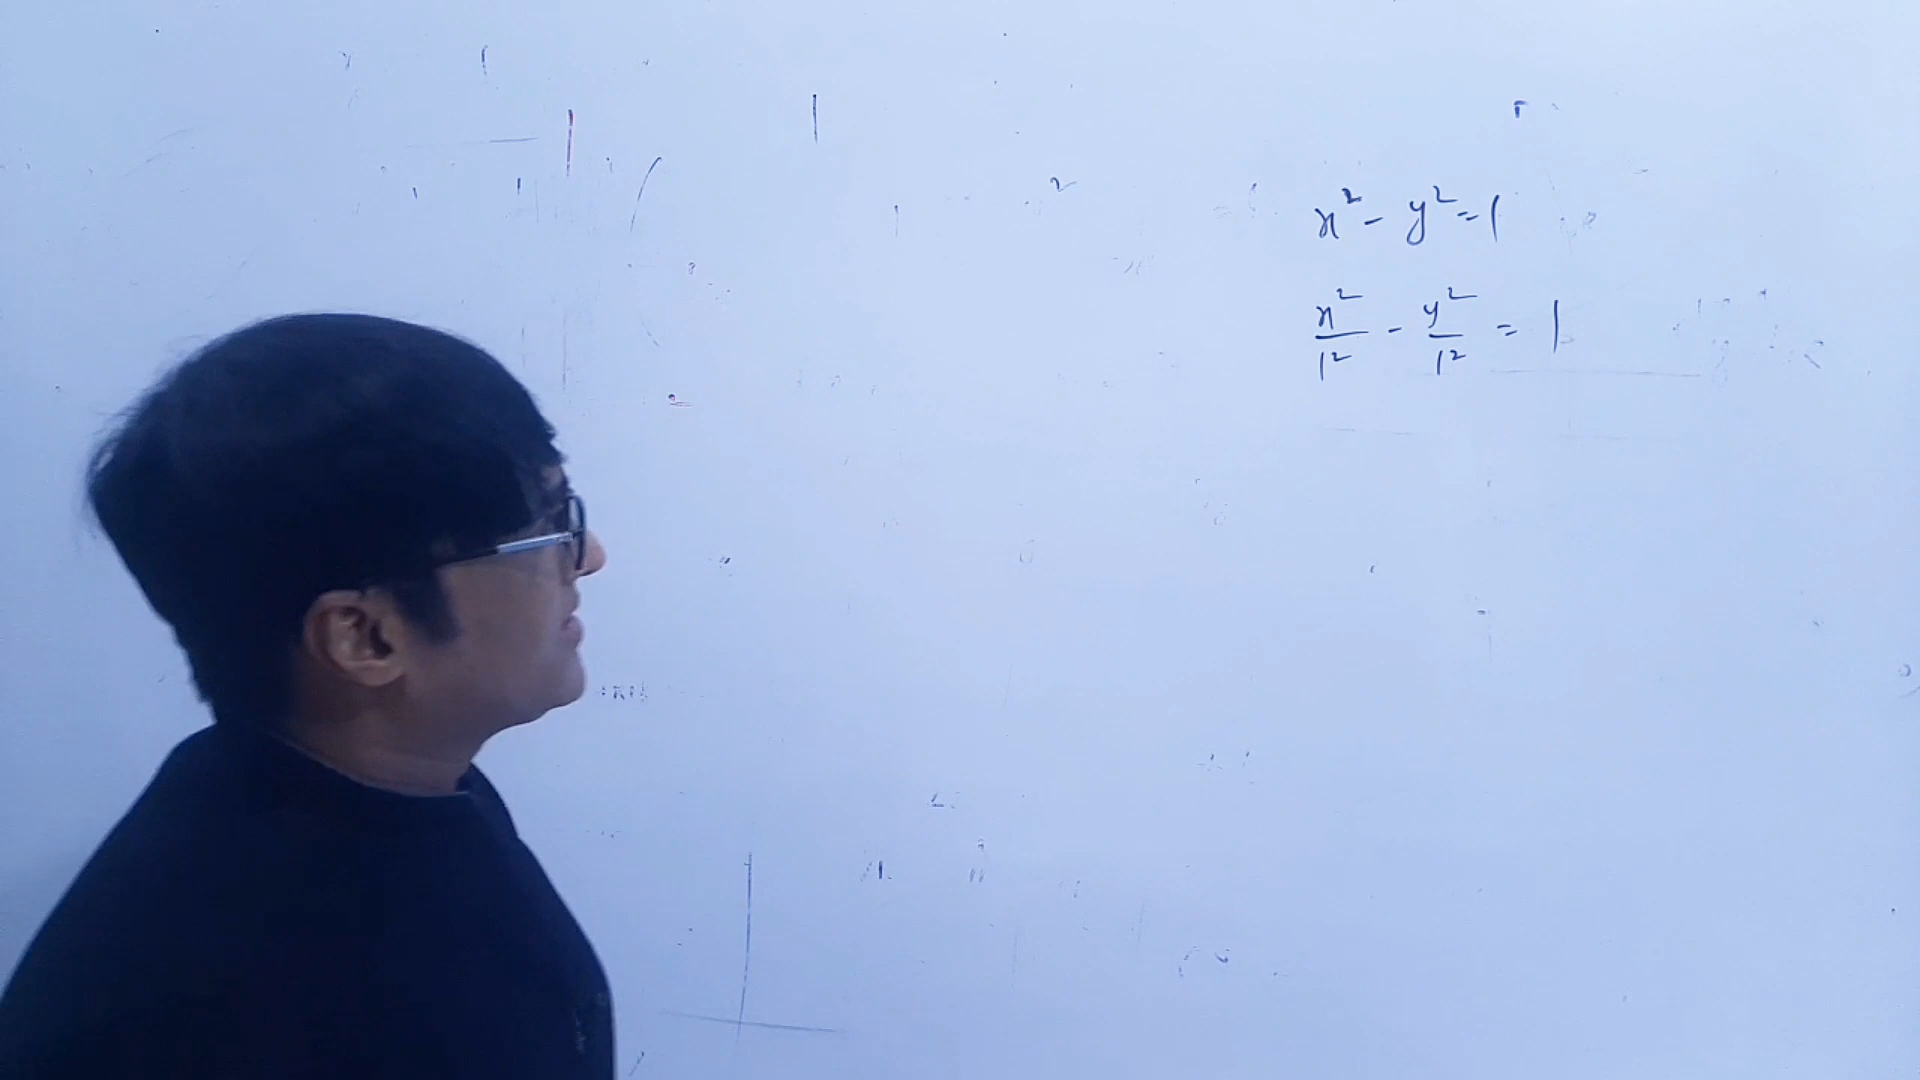 x² - y² = 1
x²/1² - y²/1² = 1